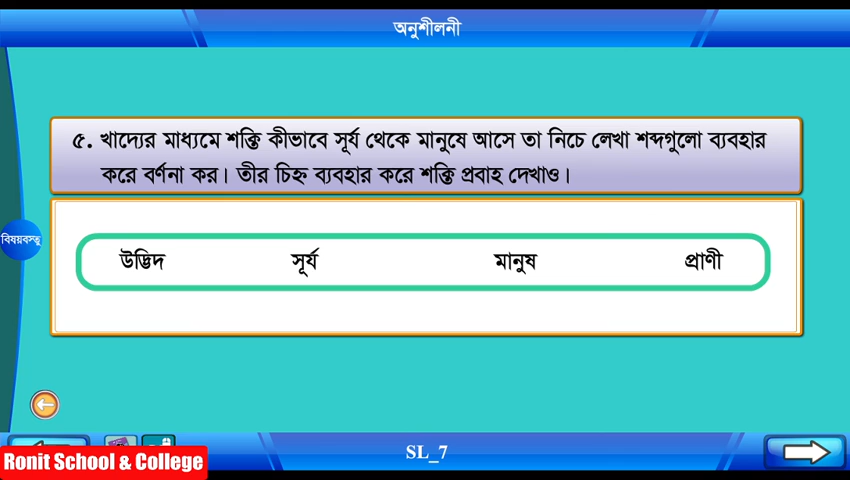 অনুশীলনী
৫. খাদ্যের মাধ্যমে শক্তি কীভাবে সূর্য থেকে মানুষে আসে তা নিচে লেখা শব্দগুলো ব্যবহার
করে বর্ণনা কর। তীর চিহ্ন ব্যবহার করে শক্তি প্রবাহ দেখাও।
বিষয়বস্তু
উদ্ভিদ সূর্য মানুষ প্রাণী
SL_7
Ronit School & College